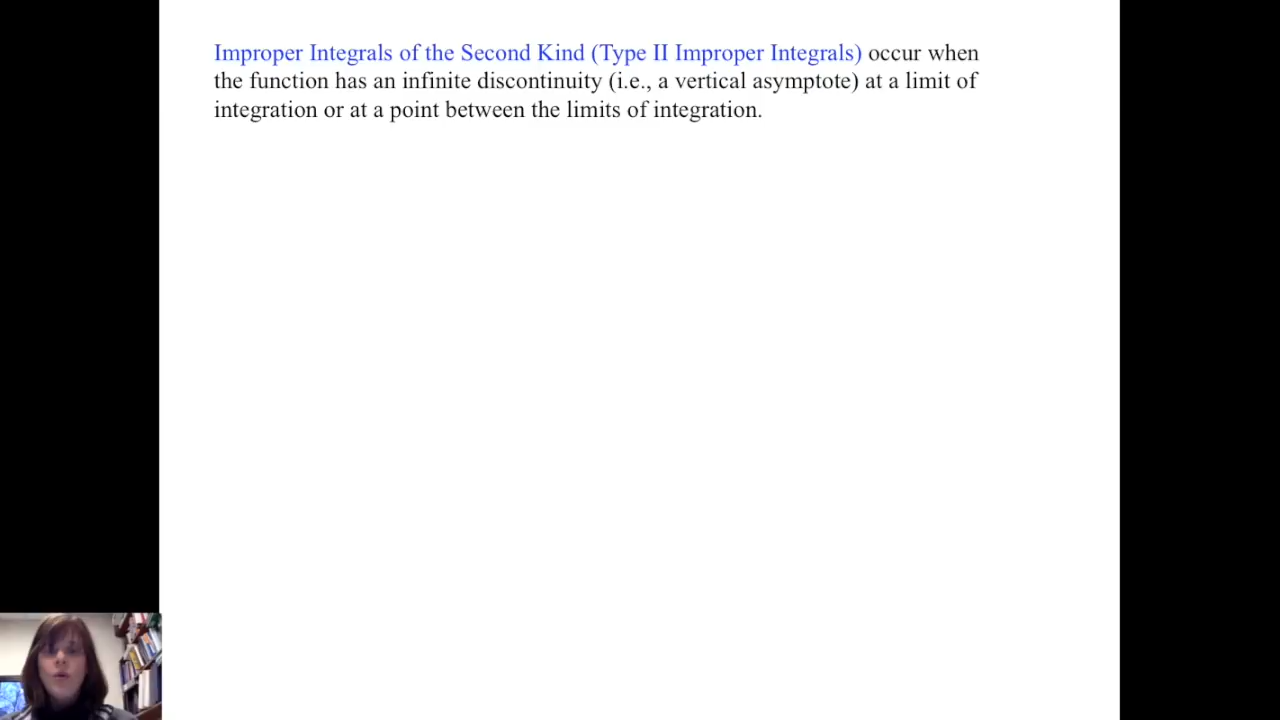 Improper Integrals of the Second Kind (Type II Improper Integrals) occur when
the function has an infinite discontinuity (i.e., a vertical asymptote) at a limit of
integration or at a point between the limits of integration.